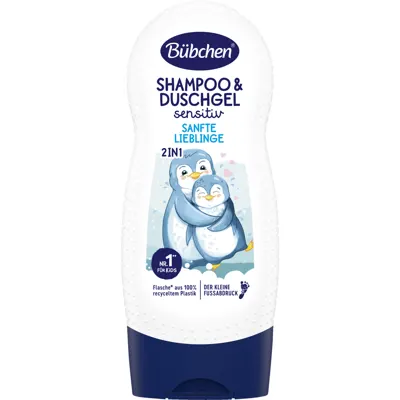 Bübchen
SHAMPOO &
DUSCHGEL
sensitiv
SANFTE
LIEBLINGE
2IN1
NR. 1**
FÜR KIDS
Flasche* aus 100%
recyceltem Plastik
DER KLEINE
FUSSABDRUCK